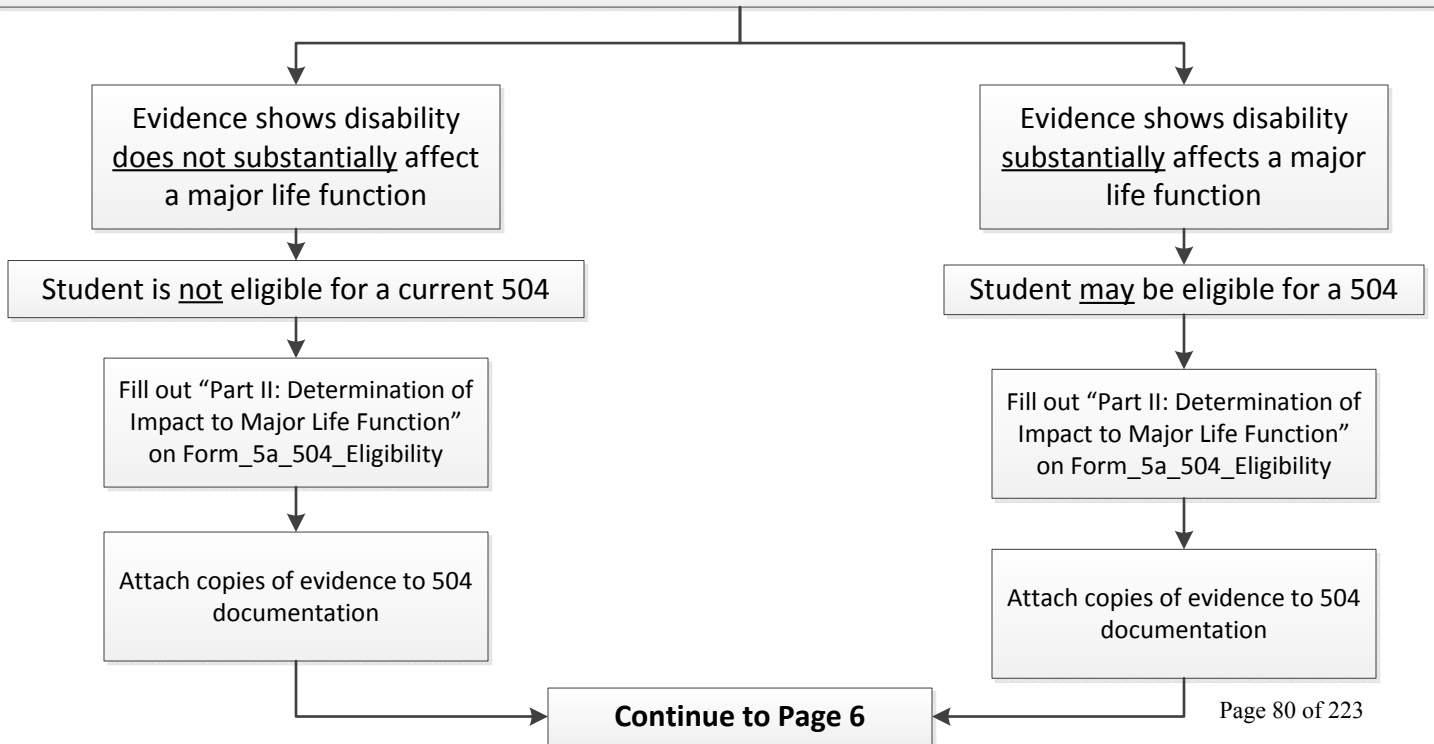 Evidence shows disability
does not substantially affect
a major life function
Student is not eligible for a current 504
Fill out “Part II: Determination of
Impact to Major Life Function”
on Form_5a_504_Eligibility
Attach copies of evidence to 504
documentation
Evidence shows disability
substantially affects a major
life function
Student may be eligible for a 504
Fill out “Part II: Determination of
Impact to Major Life Function”
on Form_5a_504_Eligibility
Attach copies of evidence to 504
documentation
Continue to Page 6
Page 80 of 223